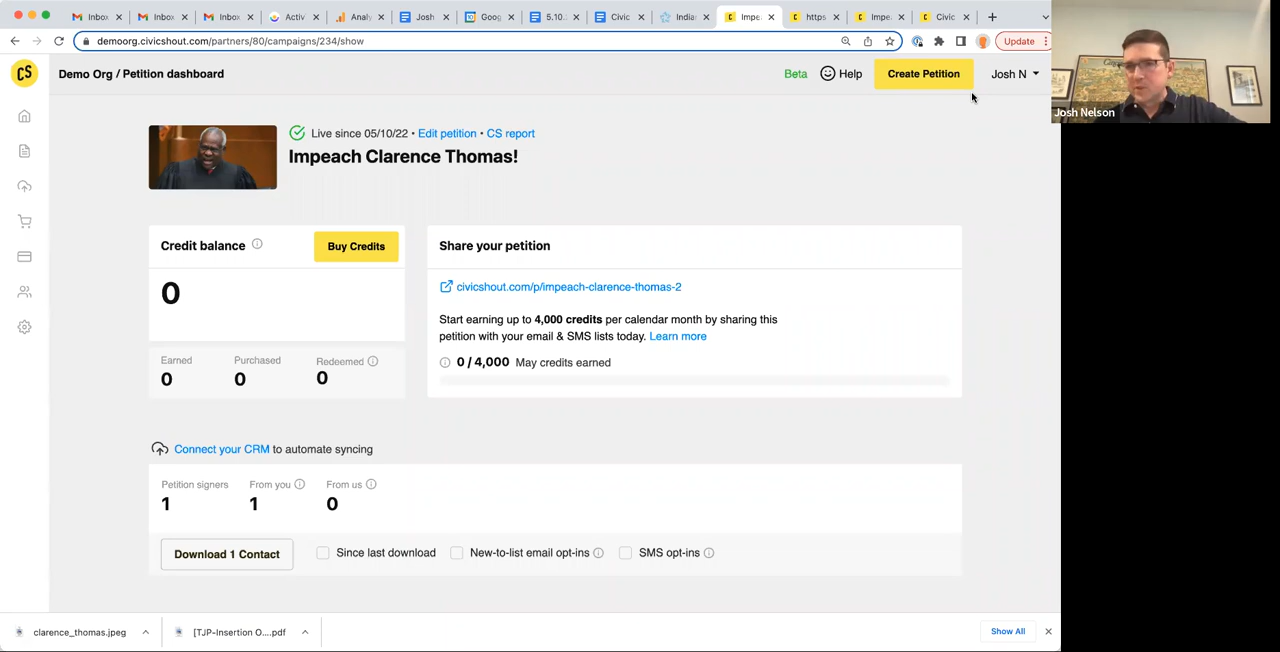 Inbox
Inbox
Inbox
Activ
Analy
Josh
Goog
5.10.
Civic
India
Impe
https
Impe
Civic
demoorg.civicshout.com/partners/80/campaigns/234/show
Update
CS
Demo Org / Petition dashboard
Beta
Help
Create Petition
Josh N
Josh Nelson
Live since 05/10/22 • Edit petition • CS report
Impeach Clarence Thomas!
Credit balance
Buy Credits
0
Earned
Purchased
Redeemed
0
0
0
Share your petition
civicshout.com/p/impeach-clarence-thomas-2
Start earning up to 4,000 credits per calendar month by sharing this
petition with your email & SMS lists today. Learn more
0 / 4,000 May credits earned
Connect your CRM to automate syncing
Petition signers
From you
From us
1
1
0
Download 1 Contact
Since last download
New-to-list email opt-ins
SMS opt-ins
clarence_thomas.jpeg
[TJP-Insertion O....pdf
Show All